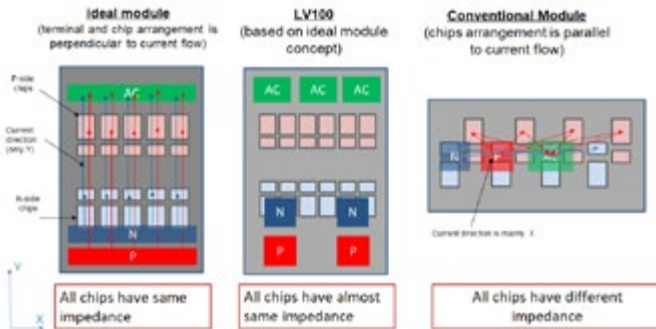 Ideal module
(terminal and chip arrangement is
perpendicular to current flow)
P-side
chips
AC
Current
direction
(only Y)
N-side
chips
N
P
Y
X
All chips have same
impedance
LV100
(based on ideal module
concept)
AC AC AC
N N
P P
All chips have almost
same impedance
Conventional Module
(chips arrangement is parallel
to current flow)
N P AC
Current direction is mainly X
All chips have different
impedance